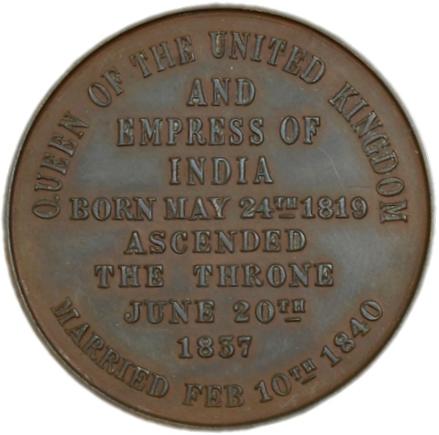 QUEEN OF THE UNITED KINGDOM
AND
EMPRESS OF
INDIA
BORN MAY 24TH 1819
ASCENDED
THE THRONE
JUNE 20TH
1837
MARRIED FEB 10TH 1840